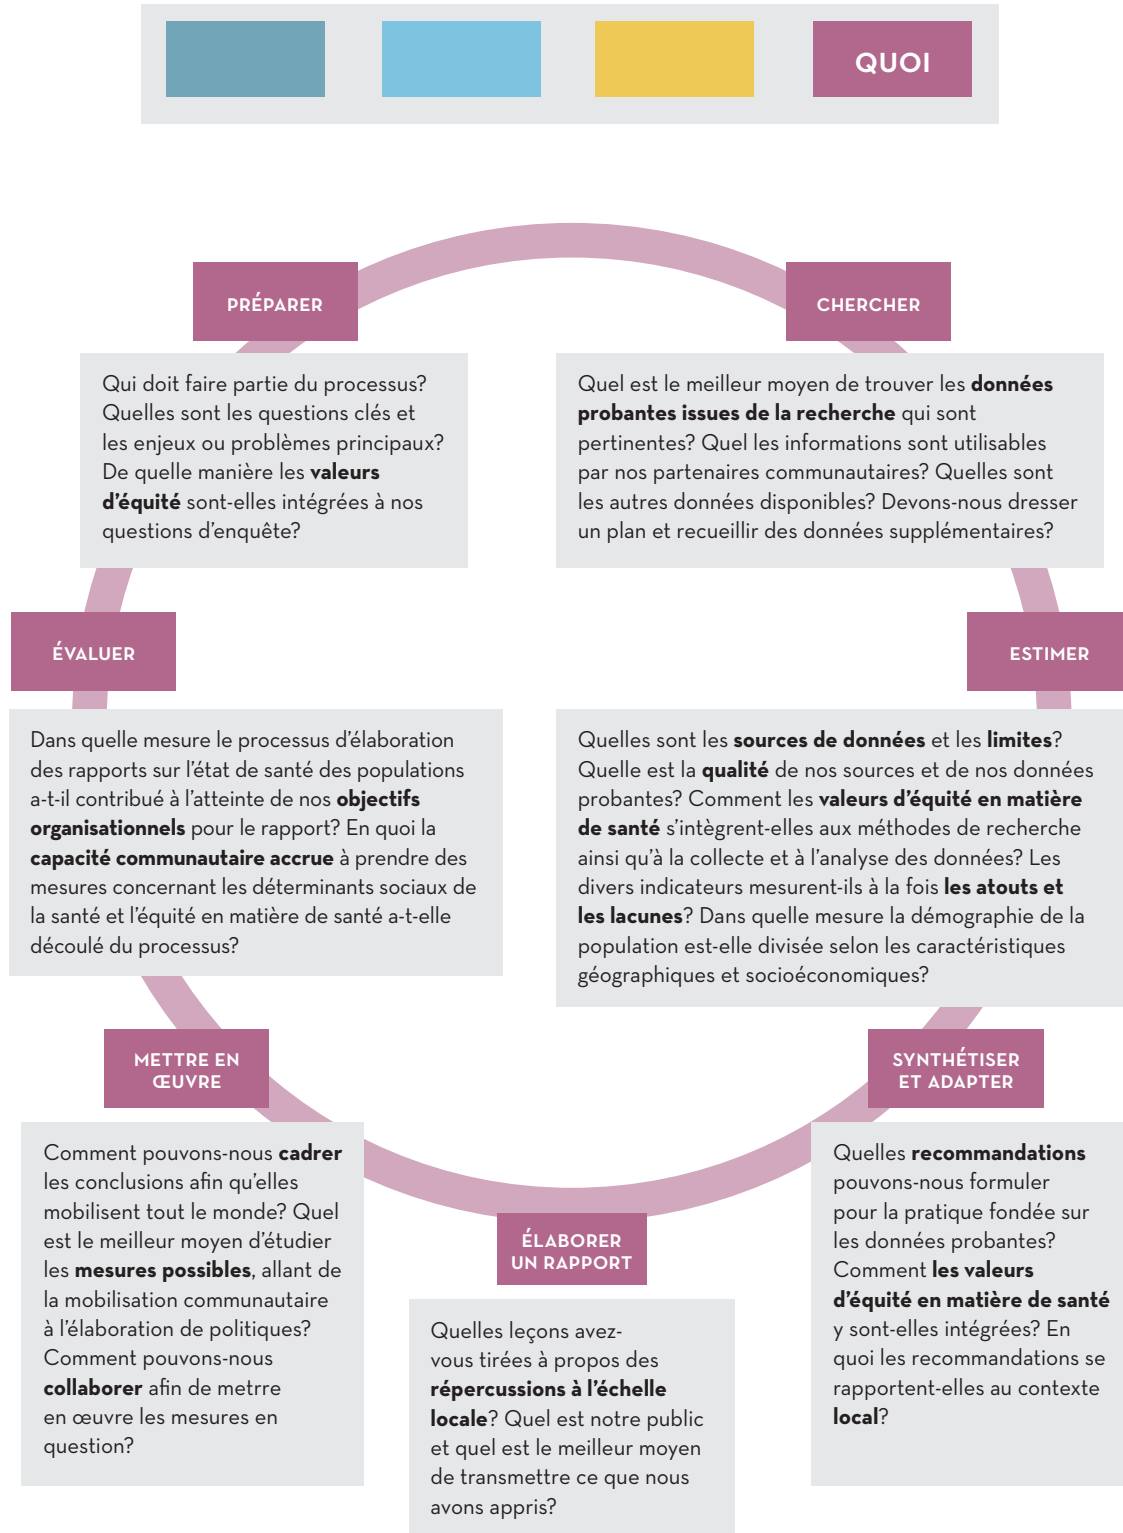 QUOI
PRÉPARER
Qui doit faire partie du processus?
Quelles sont les questions clés et
les enjeux ou problèmes principaux?
De quelle manière les valeurs
d’équité sont-elles intégrées à nos
questions d’enquête?
CHERCHER
Quel est le meilleur moyen de trouver les données
probantes issues de la recherche qui sont
pertinentes? Quel les informations sont utilisables
par nos partenaires communautaires? Quelles sont
les autres données disponibles? Devons-nous dresser
un plan et recueillir des données supplémentaires?
ESTIMER
Quelles sont les sources de données et les limites?
Quelle est la qualité de nos sources et de nos données
probantes? Comment les valeurs d’équité en matière
de santé s’intègrent-elles aux méthodes de recherche
ainsi qu’à la collecte et à l’analyse des données? Les
divers indicateurs mesurent-ils à la fois les atouts et
les lacunes? Dans quelle mesure la démographie de la
population est-elle divisée selon les caractéristiques
géographiques et socioéconomiques?
SYNTHÉTISER
ET ADAPTER
Quelles recommandations
pouvons-nous formuler
pour la pratique fondée sur
les données probantes?
Comment les valeurs
d’équité en matière de santé
y sont-elles intégrées? En
quoi les recommandations se
rapportent-elles au contexte
local?
ÉLABORER
UN RAPPORT
Quelles leçons avez-
vous tirées à propos des
répercussions à l’échelle
locale? Quel est notre public
et quel est le meilleur moyen
de transmettre ce que nous
avons appris?
METTRE EN
ŒUVRE
Comment pouvons-nous cadrer
les conclusions afin qu’elles
mobilisent tout le monde? Quel
est le meilleur moyen d’étudier
les mesures possibles, allant de
la mobilisation communautaire
à l’élaboration de politiques?
Comment pouvons-nous
collaborer afin de metrre
en œuvre les mesures en
question?
ÉVALUER
Dans quelle mesure le processus d’élaboration
des rapports sur l’état de santé des populations
a-t-il contribué à l’atteinte de nos objectifs
organisationnels pour le rapport? En quoi la
capacité communautaire accrue à prendre des
mesures concernant les déterminants sociaux de
la santé et l’équité en matière de santé a-t-elle
découlé du processus?